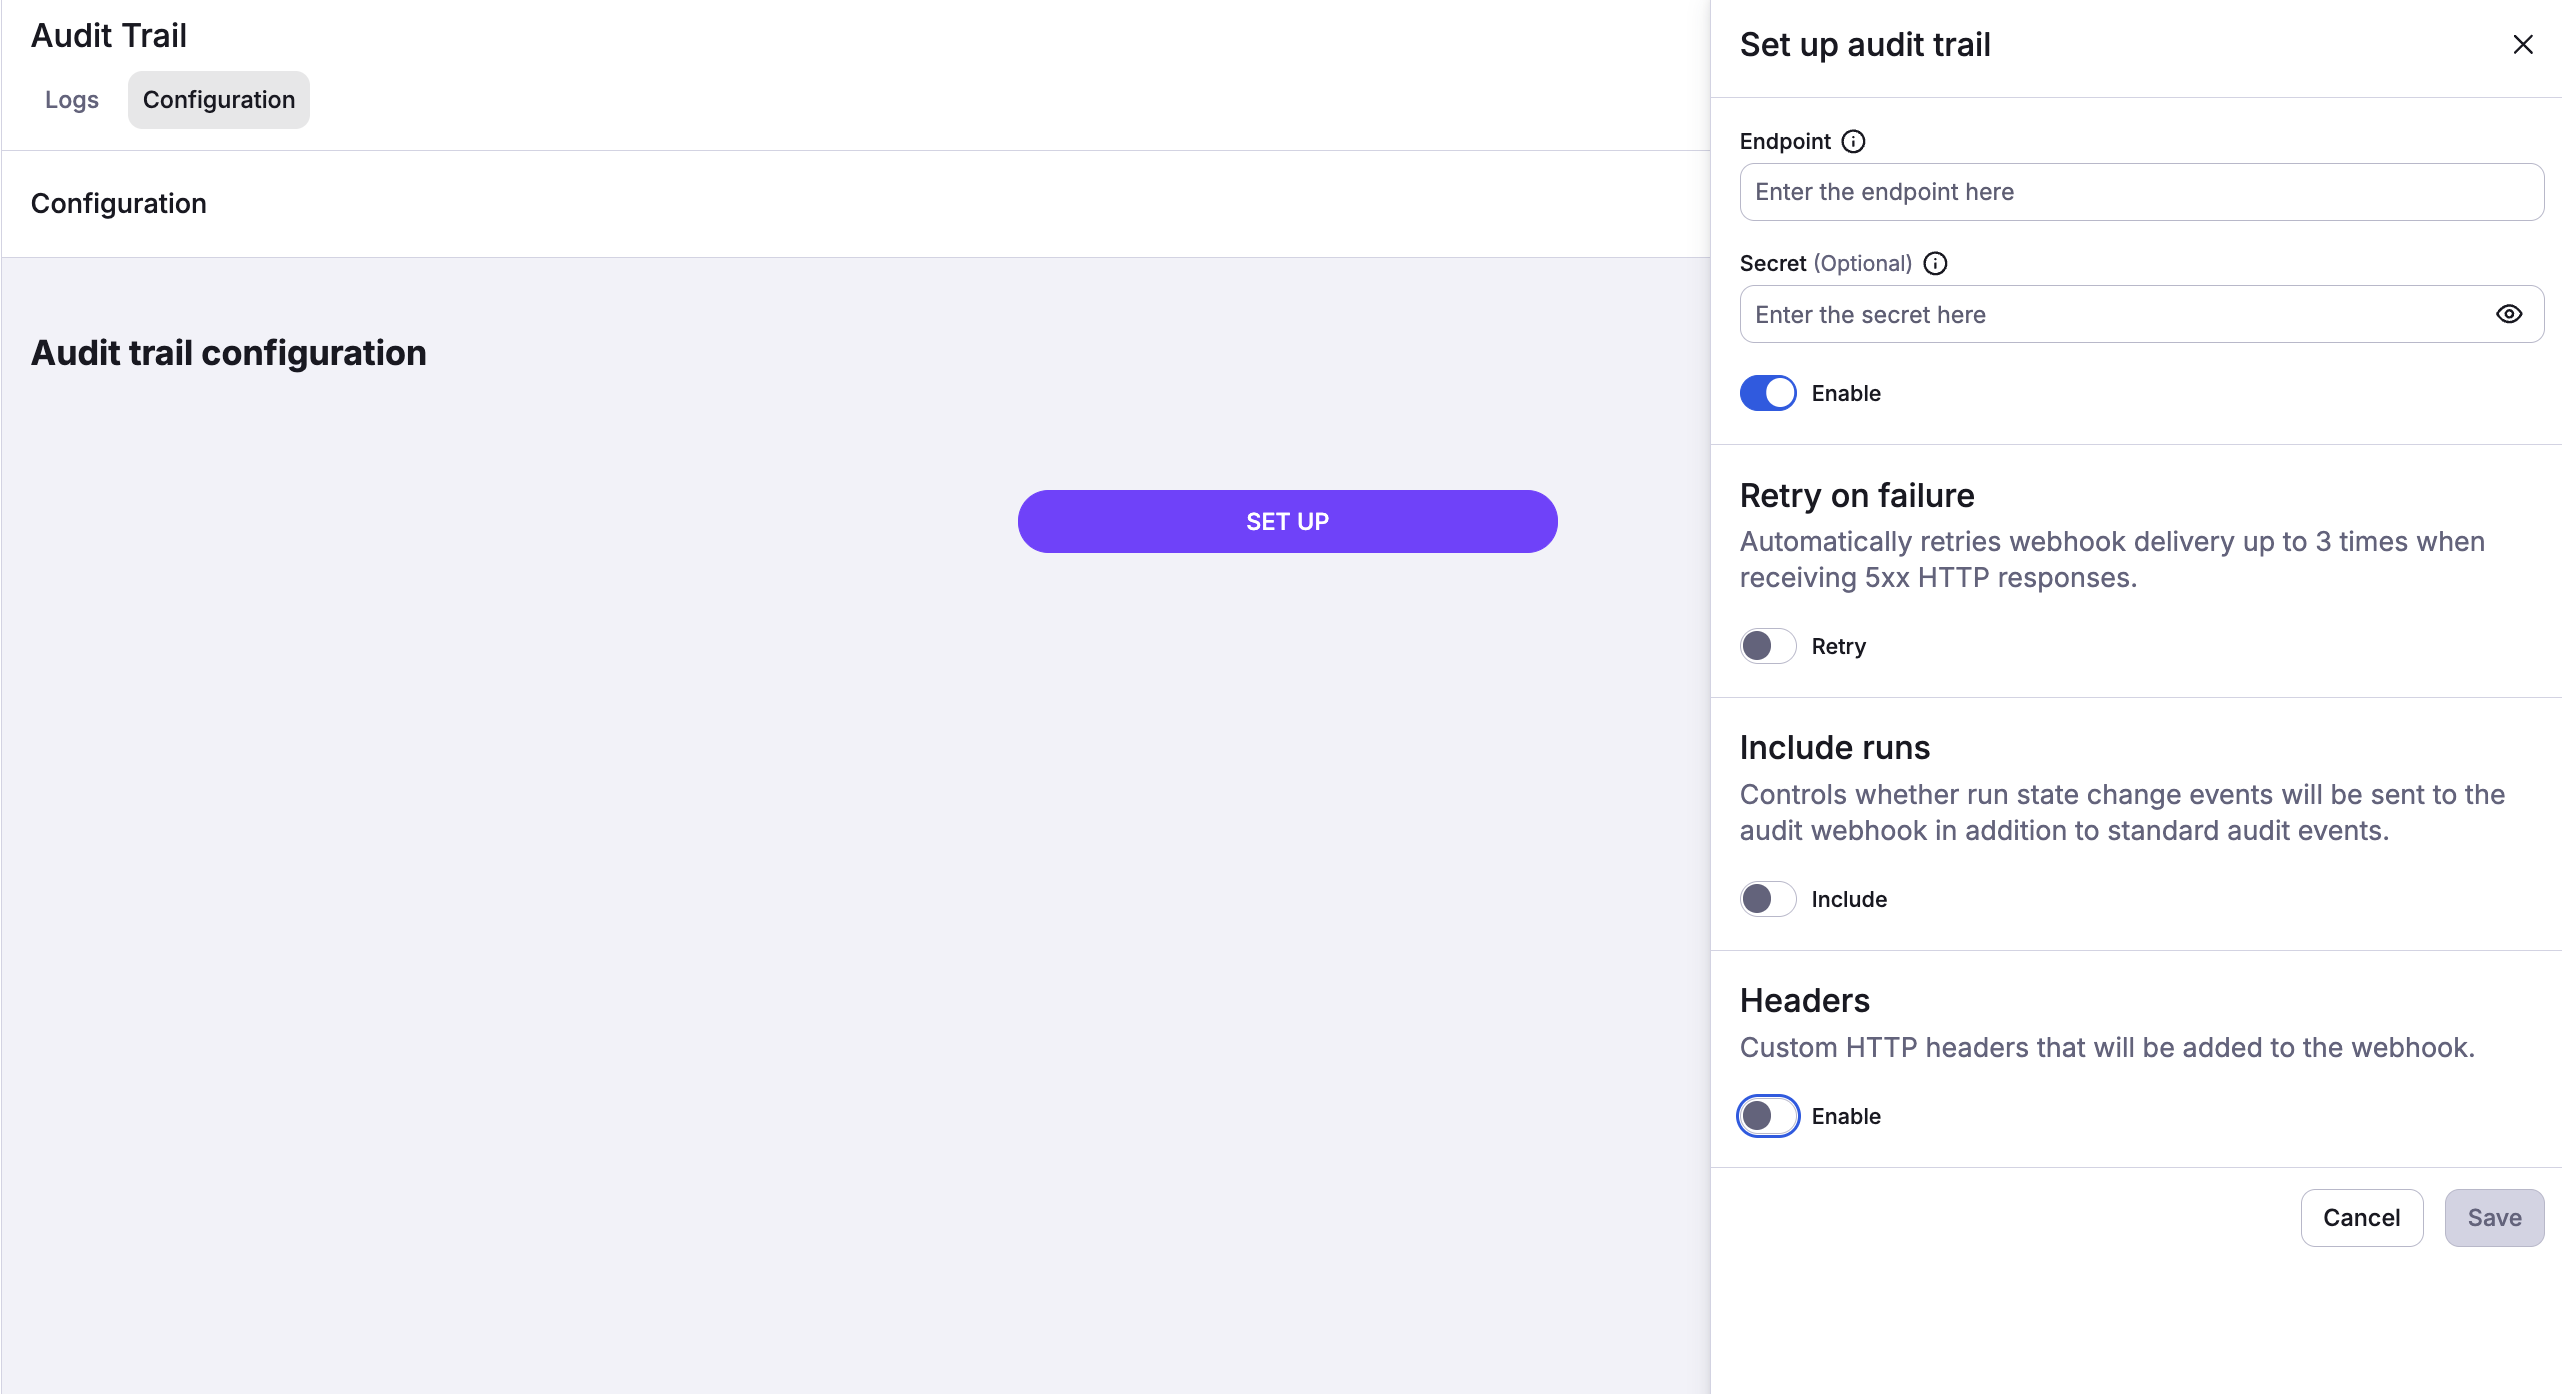 Audit Trail
Logs
Configuration
Configuration
Audit trail configuration
SET UP
Set up audit trail
Endpoint
Enter the endpoint here
Secret (Optional)
Enter the secret here
Enable
Retry on failure
Automatically retries webhook delivery up to 3 times when
receiving 5xx HTTP responses.
Retry
Include runs
Controls whether run state change events will be sent to the
audit webhook in addition to standard audit events.
Include
Headers
Custom HTTP headers that will be added to the webhook.
Enable
Cancel
Save